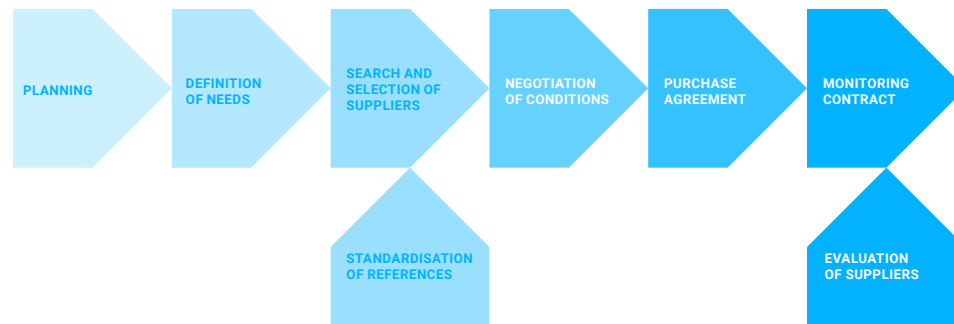 PLANNING
DEFINITION
OF NEEDS
SEARCH AND
SELECTION OF
SUPPLIERS
NEGOTIATION
OF CONDITIONS
PURCHASE
AGREEMENT
MONITORING
CONTRACT
STANDARDISATION
OF REFERENCES
EVALUATION
OF SUPPLIERS